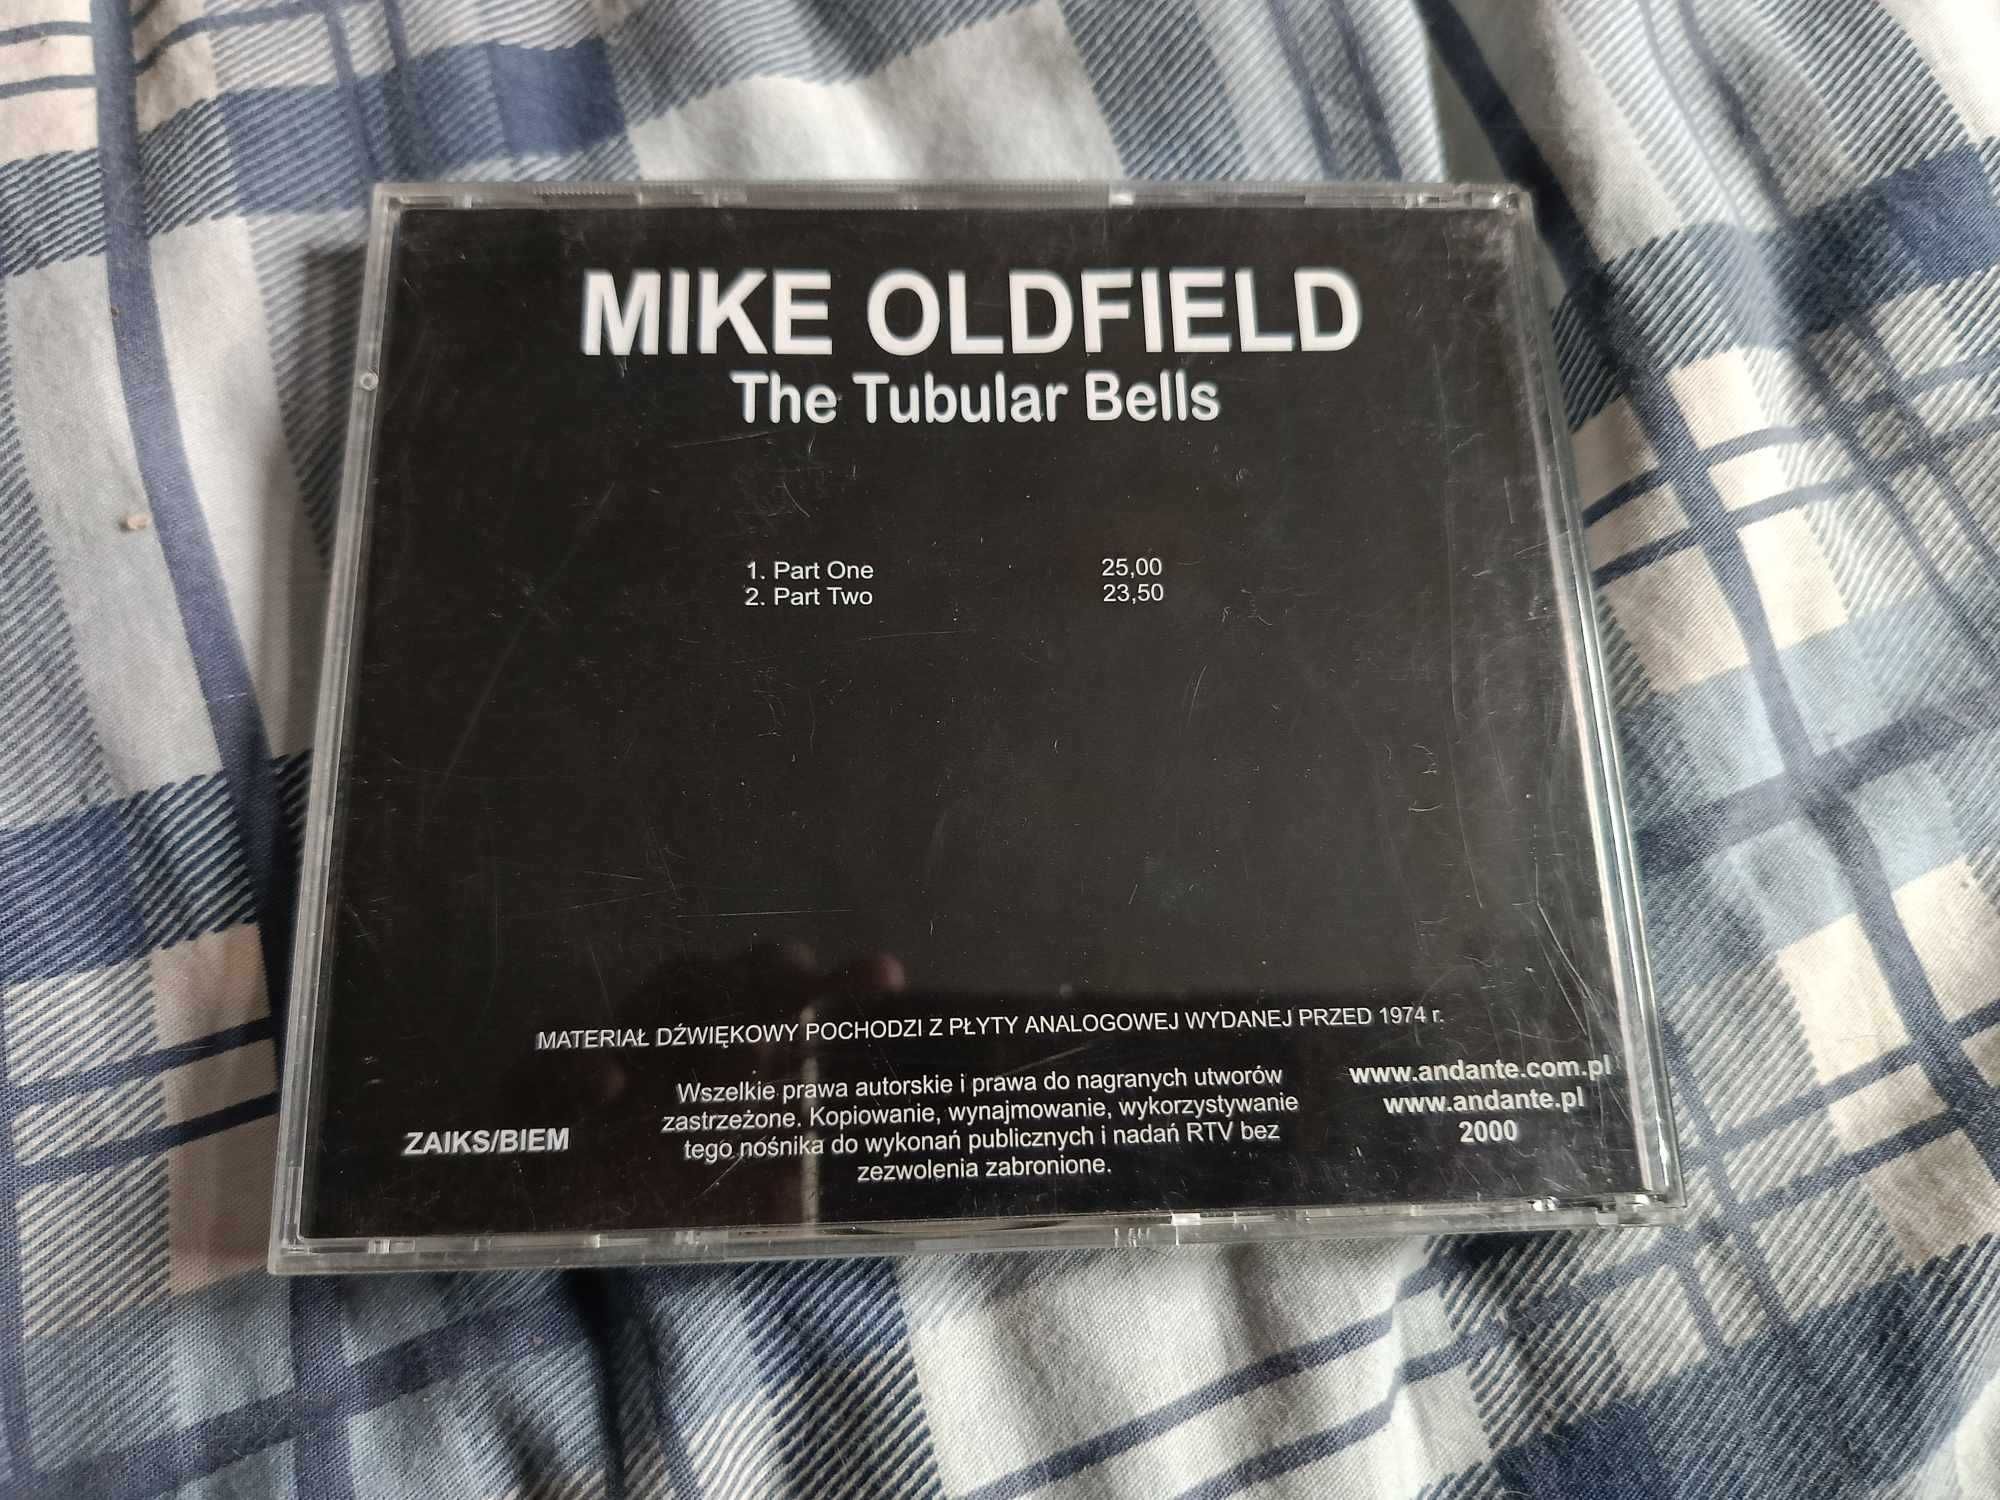 MIKE OLDFIELD
The Tubular Bells
1. Part One 25,00
2. Part Two 23,50
MATERIAŁ DŹWIĘKOWY POCHODZI Z PŁYTY ANALOGOWEJ WYDANEJ PRZED 1974 r.
ZAIKS/BIEM
Wszelkie prawa autorskie i prawa do nagranych utworów
zastrzeżone. Kopiowanie, wynajmowanie, wykorzystywanie
tego nośnika do wykonań publicznych i nadań RTV bez
zezwolenia zabronione.
www.andante.com.pl
www.andante.pl
2000